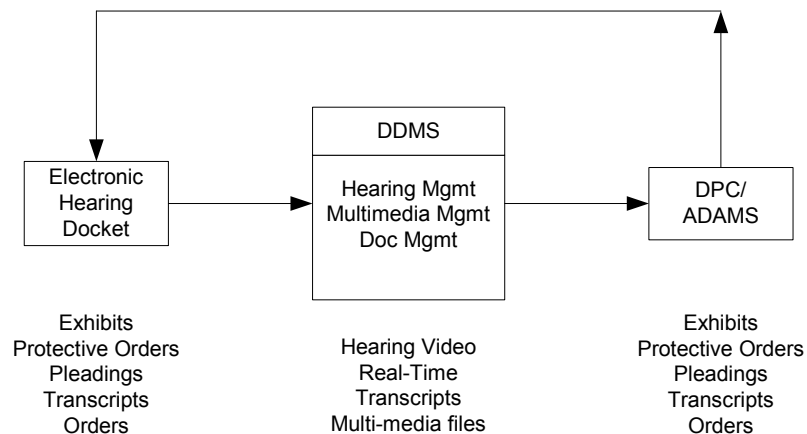 DDMS
Electronic
Hearing
Docket
Hearing Mgmt
Multimedia Mgmt
Doc Mgmt
DPC/
ADAMS
Exhibits
Protective Orders
Pleadings
Transcripts
Orders
Hearing Video
Real-Time
Transcripts
Multi-media files
Exhibits
Protective Orders
Pleadings
Transcripts
Orders